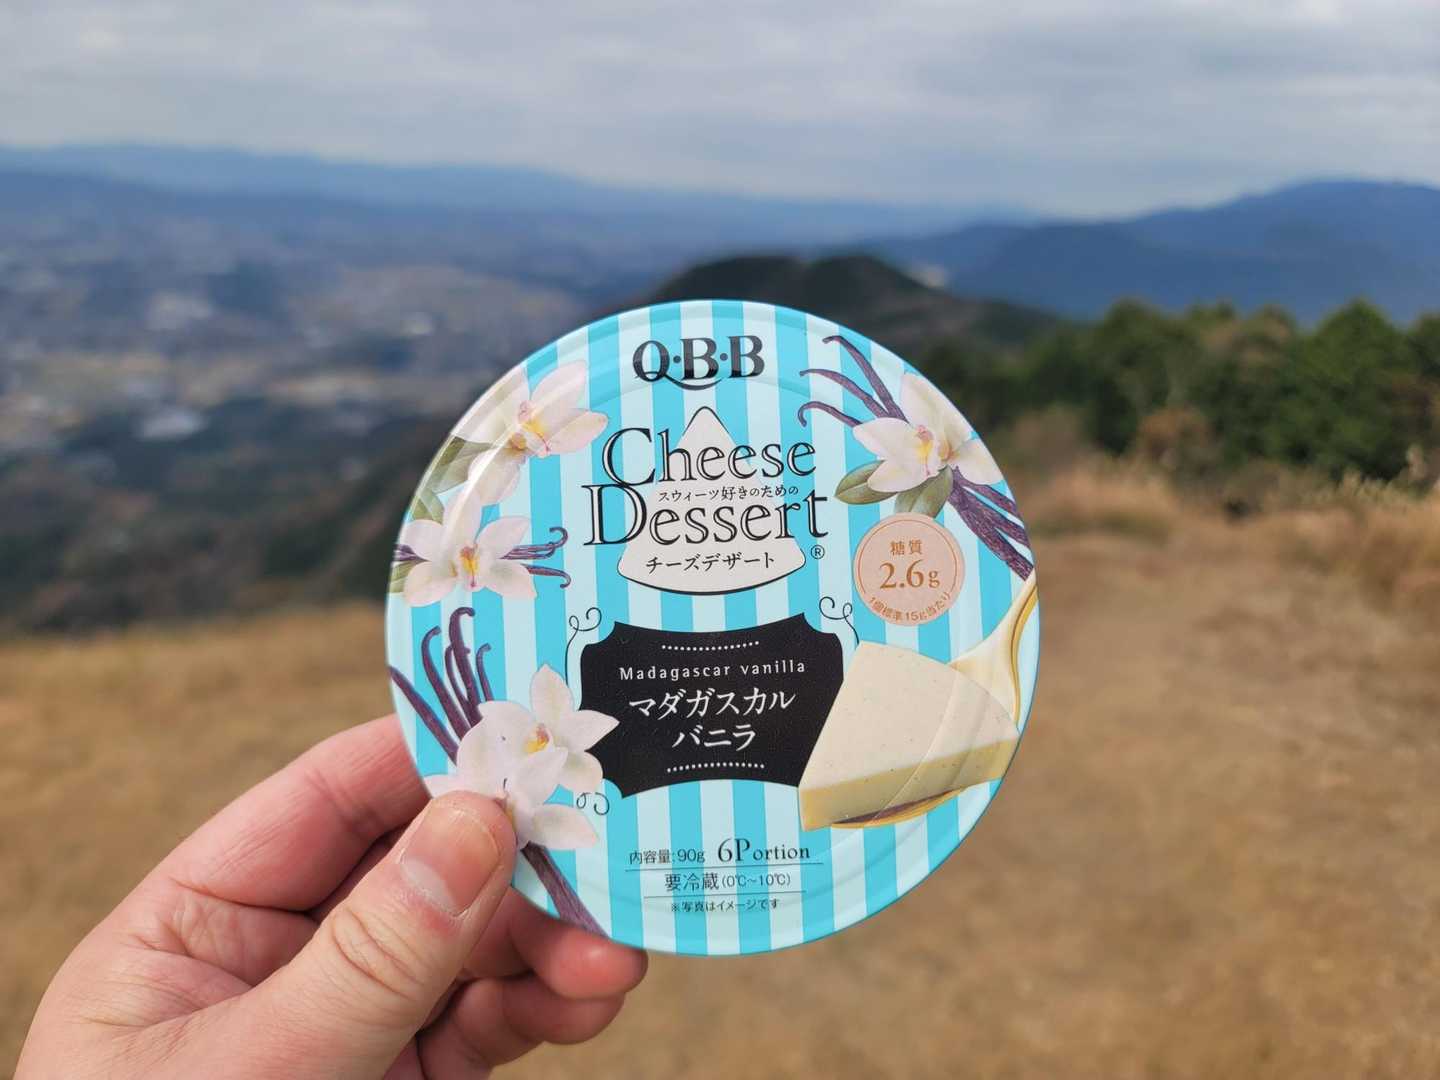 Q·B·B
Cheese
スウィーツ好きのための
Dessert
®
チーズデザート
糖質
2.6g
1個標準15g当たり
Madagascar vanilla
マダガスカル
バニラ
内容量:90g 6Portion
要冷蔵(0℃~10℃)
※写真はイメージです